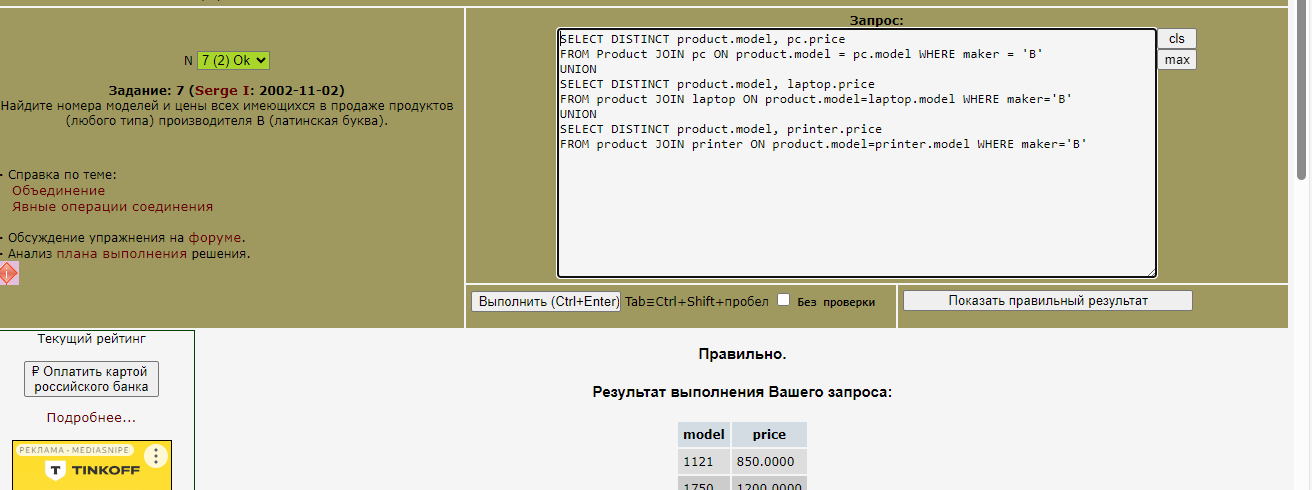 Запрос:
N 7 (2) Ok
Задание: 7 (Serge I: 2002-11-02)
Найдите номера моделей и цены всех имеющихся в продаже продуктов
(любого типа) производителя B (латинская буква).
- Справка по теме:
Объединение
Явные операции соединения
- Обсуждение упражнения на форуме.
- Анализ плана выполнения решения.
SELECT DISTINCT product.model, pc.price
FROM Product JOIN pc ON product.model = pc.model WHERE maker = 'B'
UNION
SELECT DISTINCT product.model, laptop.price
FROM product JOIN laptop ON product.model=laptop.model WHERE maker='B'
UNION
SELECT DISTINCT product.model, printer.price
FROM product JOIN printer ON product.model=printer.model WHERE maker='B'
cls
max
Выполнить (Ctrl+Enter) Tab=Ctrl+Shift+пробел Без проверки
Показать правильный результат
Текущий рейтинг
₽ Оплатить картой
российского банка
Подробнее...
РЕКЛАМА • MEDIASNIPE
T TINKOFF
Правильно.
Результат выполнения Вашего запроса:
model price
1121 850.0000
1750 1200.0000